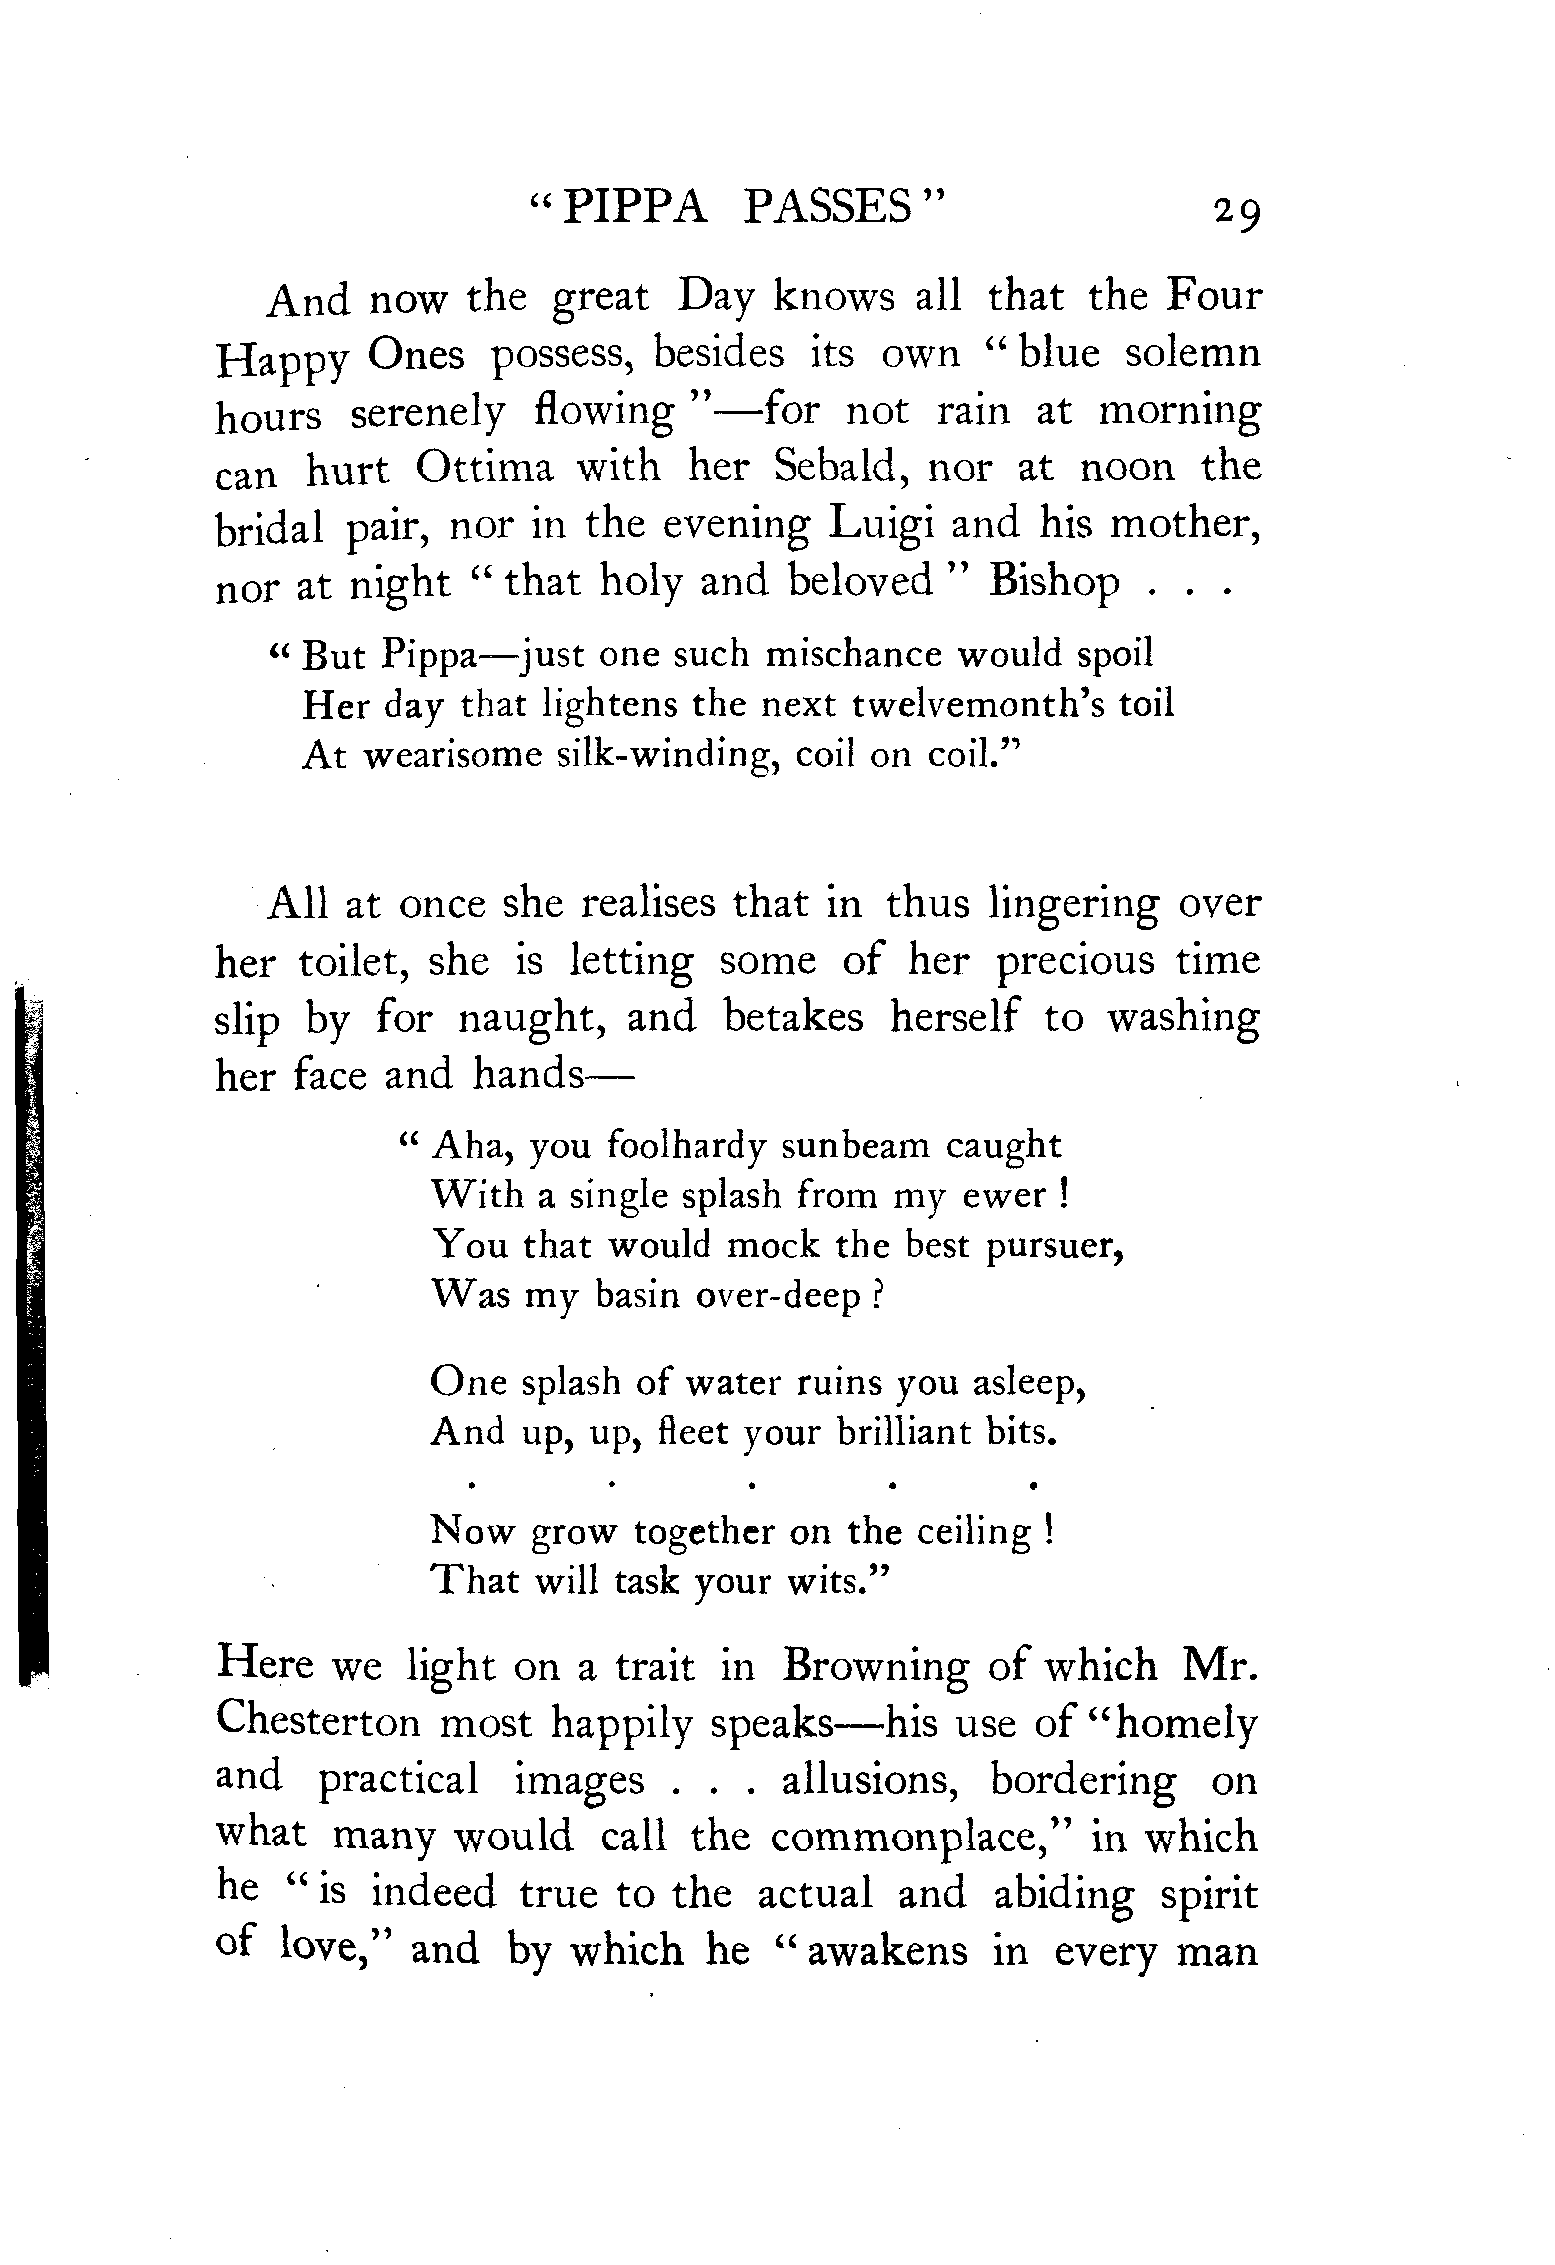 “PIPPA PASSES” 29
And now the great Day knows all that the Four
Happy Ones possess, besides its own “blue solemn
hours serenely flowing”—for not rain at morning
can hurt Ottima with her Sebald, nor at noon the
bridal pair, nor in the evening Luigi and his mother,
nor at night “that holy and beloved” Bishop . . .
“But Pippa—just one such mischance would spoil
Her day that lightens the next twelvemonth’s toil
At wearisome silk-winding, coil on coil.”
All at once she realises that in thus lingering over
her toilet, she is letting some of her precious time
slip by for naught, and betakes herself to washing
her face and hands—
“Aha, you foolhardy sunbeam caught
With a single splash from my ewer!
You that would mock the best pursuer,
Was my basin over-deep?
One splash of water ruins you asleep,
And up, up, fleet your brilliant bits.
. . . . .
Now grow together on the ceiling!
That will task your wits.”
Here we light on a trait in Browning of which Mr.
Chesterton most happily speaks—his use of “homely
and practical images . . . allusions, bordering on
what many would call the commonplace,” in which
he “is indeed true to the actual and abiding spirit
of love,” and by which he “awakens in every man